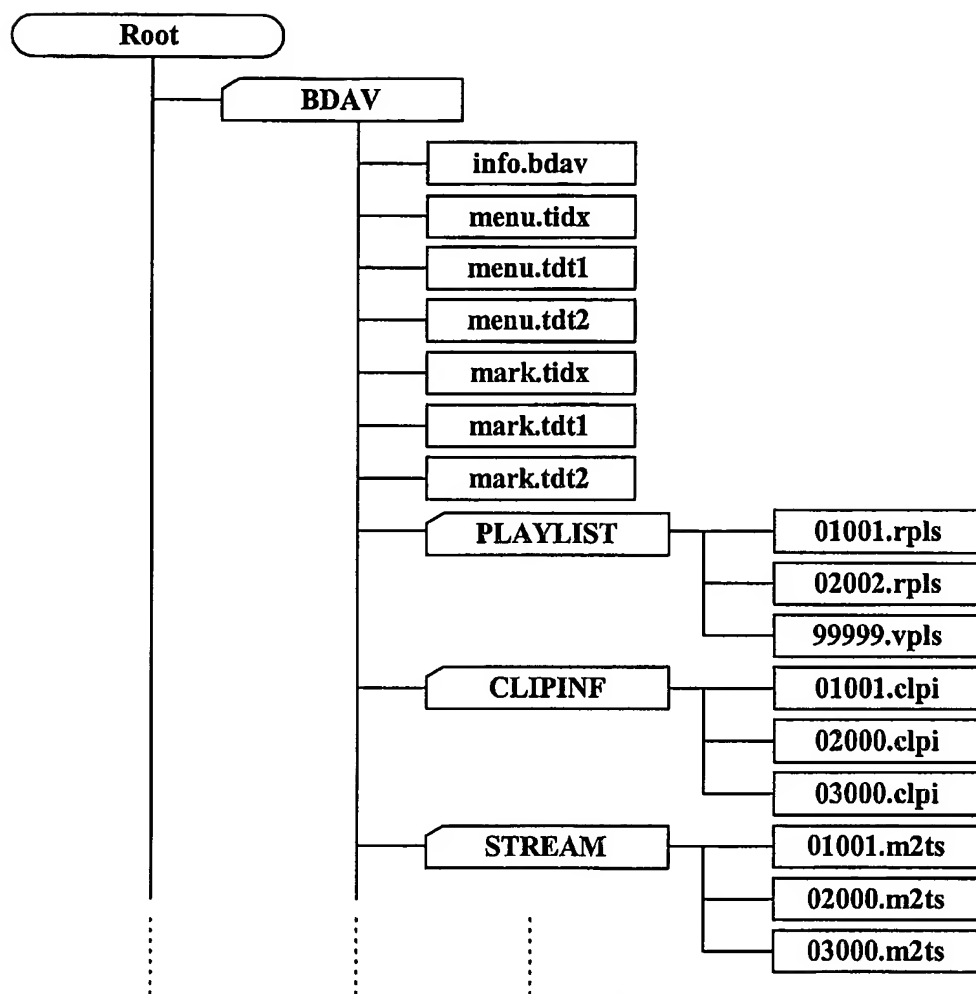 Root
BDAV
info.bdav
menu.tidx
menu.tdt1
menu.tdt2
mark.tidx
mark.tdt1
mark.tdt2
PLAYLIST
01001.rpls
02002.rpls
99999.vpls
CLIPINF
01001.clpi
02000.clpi
03000.clpi
STREAM
01001.m2ts
02000.m2ts
03000.m2ts